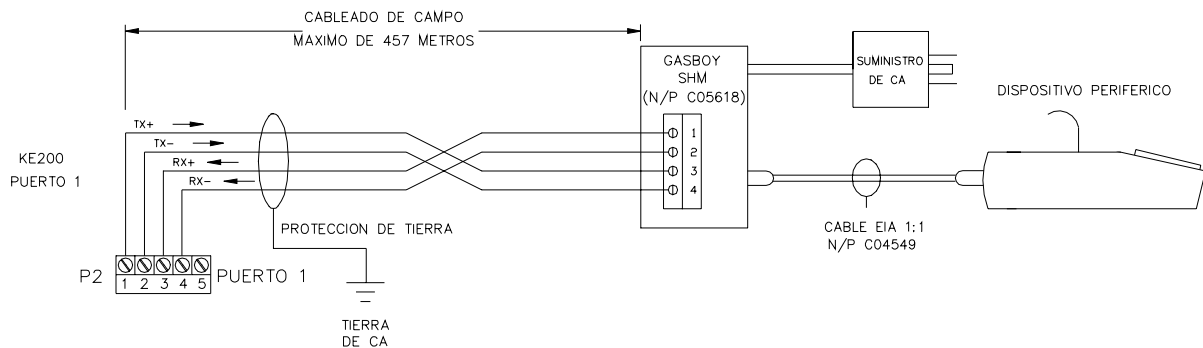 CABLEADO DE CAMPO
MAXIMO DE 457 METROS
GASBOY
SHM
(N/P C05618)
SUMINISTRO
DE CA
DISPOSITIVO PERIFERICO
TX+
TX-
RX+
RX-
KE200
PUERTO 1
1
2
3
4
PROTECCION DE TIERRA
CABLE EIA 1:1
N/P C04549
P2
1 2 3 4 5
PUERTO 1
TIERRA
DE CA